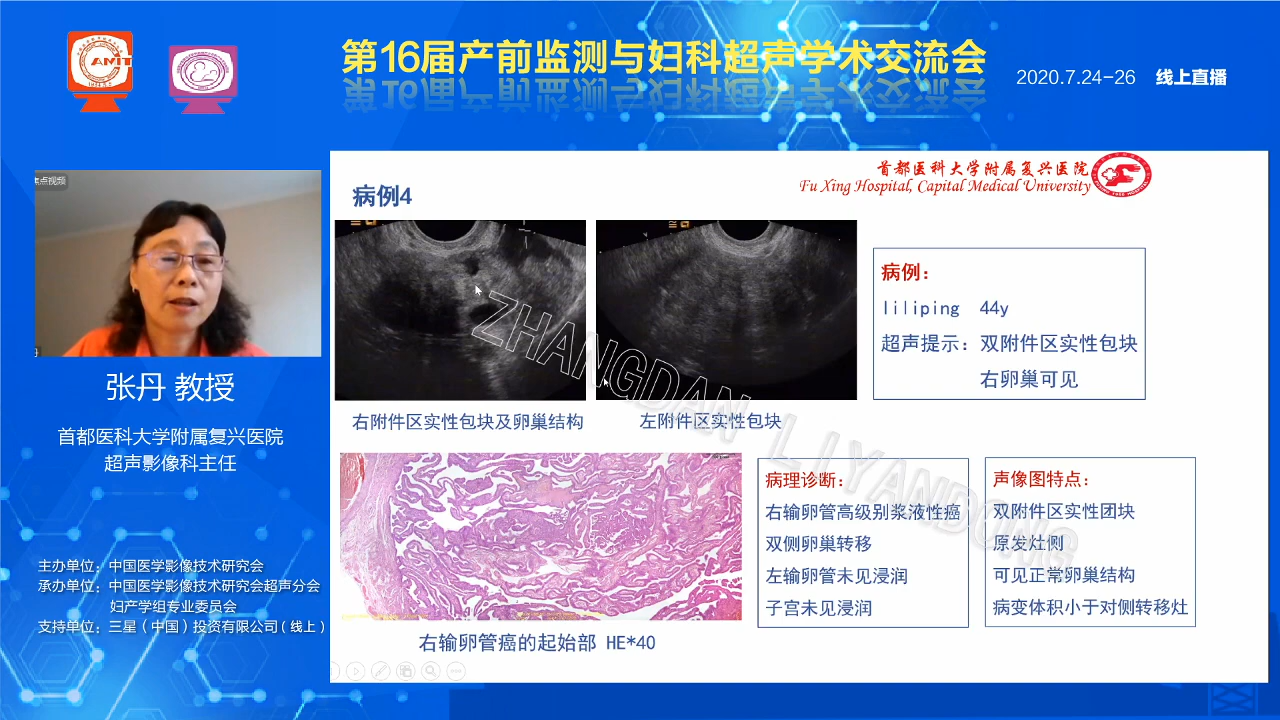 第16届产前监测与妇科超声学术交流会
2020.7.24-26 线上直播
AMIT
焦点视频
张丹 教授
首都医科大学附属复兴医院
超声影像科主任
主办单位：中国医学影像技术研究会
承办单位：中国医学影像技术研究会超声分会
妇产学组专业委员会
支持单位：三星（中国）投资有限公司（线上）
首都医科大学附属复兴医院
Fu Xing Hospital, Capital Medical University
病例4
病例：
liliping 44y
超声提示：双附件区实性包块
右卵巢可见
右附件区实性包块及卵巢结构
左附件区实性包块
ZHANGDAN LIYANDONG
病理诊断：
右输卵管高级别浆液性癌
双侧卵巢转移
左输卵管未见浸润
子宫未见浸润
声像图特点：
双附件区实性团块
原发灶侧
可见正常卵巢结构
病变体积小于对侧转移灶
右输卵管癌的起始部 HE*40